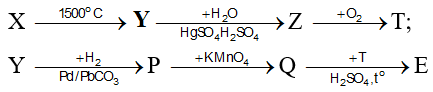 X 1500°C → Y +H₂O HgSO₄H₂SO₄ → Z +O₂ → T;
Y +H₂ Pd/PbCO₃ → P +KMnO₄ → Q +T H₂SO₄,t° → E